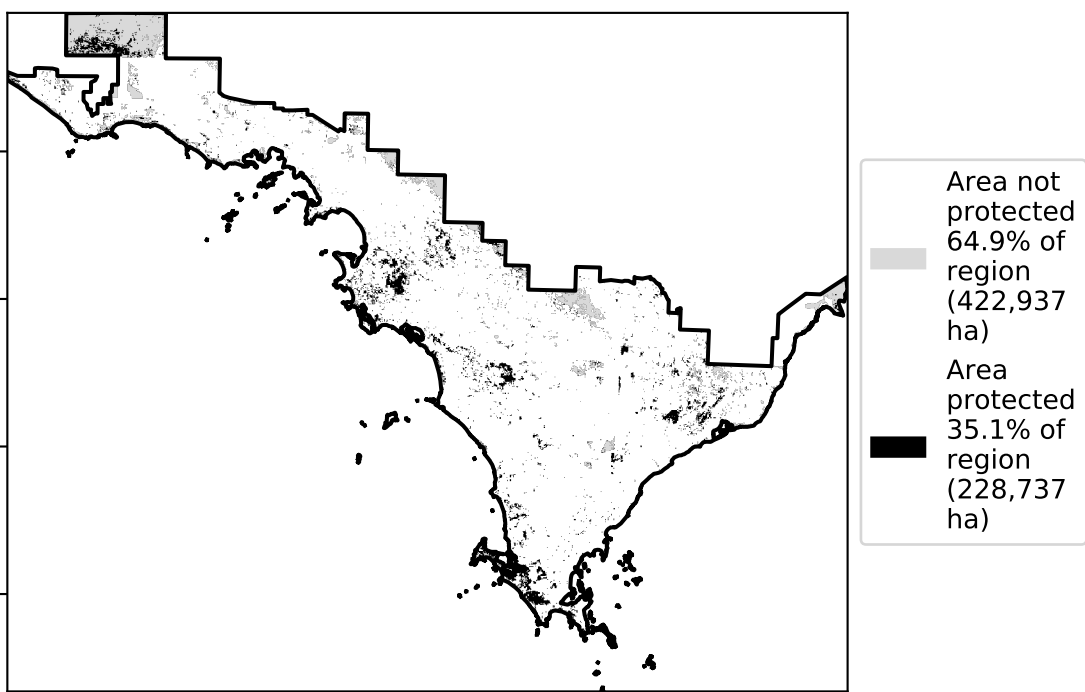 Area not
protected
64.9% of
region
(422,937
ha)
Area
protected
35.1% of
region
(228,737
ha)